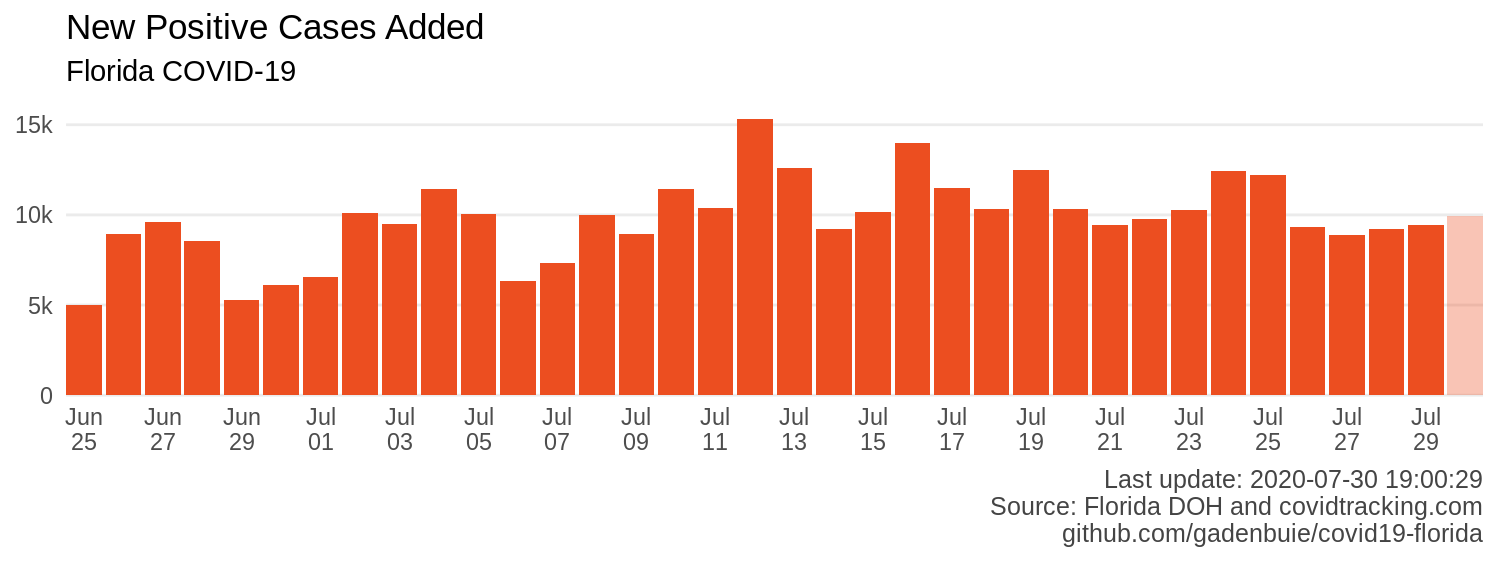 New Positive Cases Added
Florida COVID-19
15k
10k
5k
0
Jun Jun Jun Jul Jul Jul Jul Jul Jul Jul Jul Jul Jul Jul Jul Jul Jul Jul
25 27 29 01 03 05 07 09 11 13 15 17 19 21 23 25 27 29
Last update: 2020-07-30 19:00:29
Source: Florida DOH and covidtracking.com
github.com/gadenbuie/covid19-florida